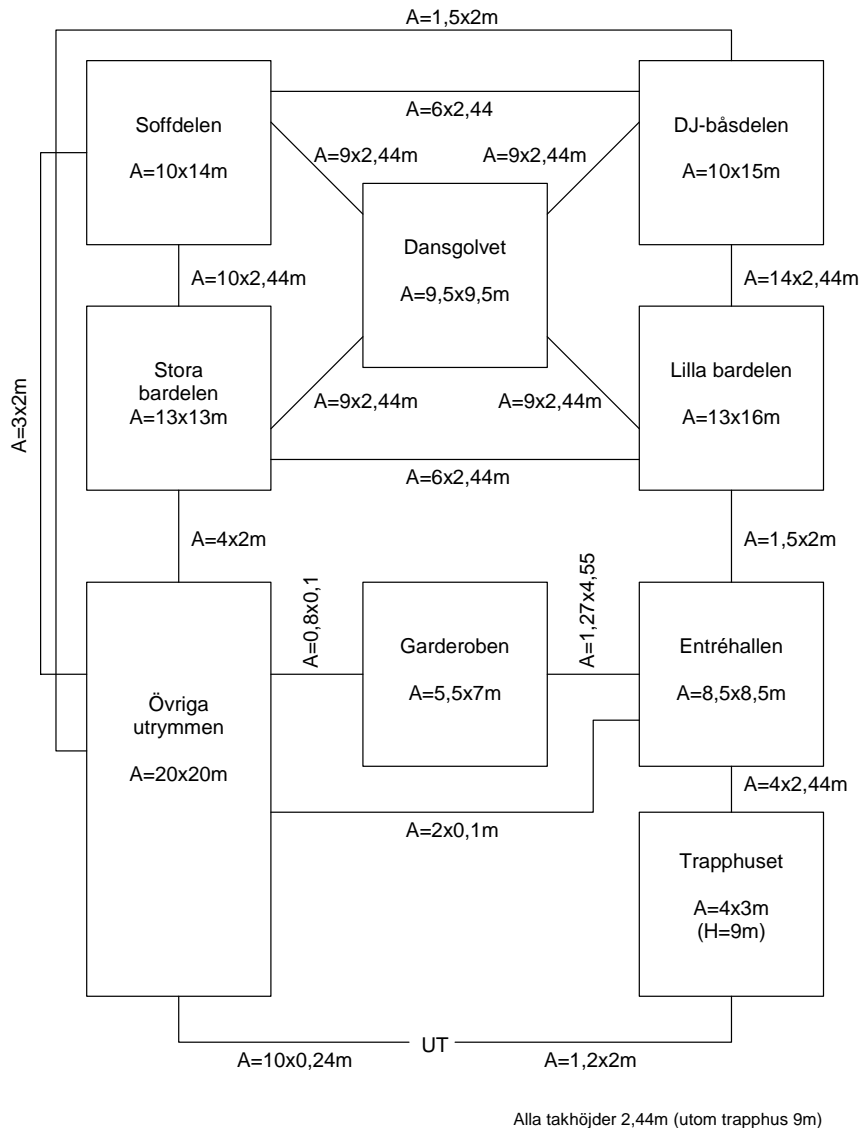 A=1,5x2m
Soffdelen
A=10x14m
A=6x2,44
DJ-båsdelen
A=10x15m
A=9x2,44m
A=9x2,44m
Dansgolvet
A=9,5x9,5m
A=10x2,44m
A=14x2,44m
A=3x2m
Stora
bardelen
A=13x13m
A=9x2,44m
A=9x2,44m
Lilla bardelen
A=13x16m
A=6x2,44m
A=4x2m
A=1,5x2m
A=0,8x0,1
A=1,27x4,55
Övriga
utrymmen
A=20x20m
Garderoben
A=5,5x7m
Entréhallen
A=8,5x8,5m
A=2x0,1m
A=4x2,44m
Trapphuset
A=4x3m
(H=9m)
UT
A=10x0,24m
A=1,2x2m
Alla takhöjder 2,44m (utom trapphus 9m)